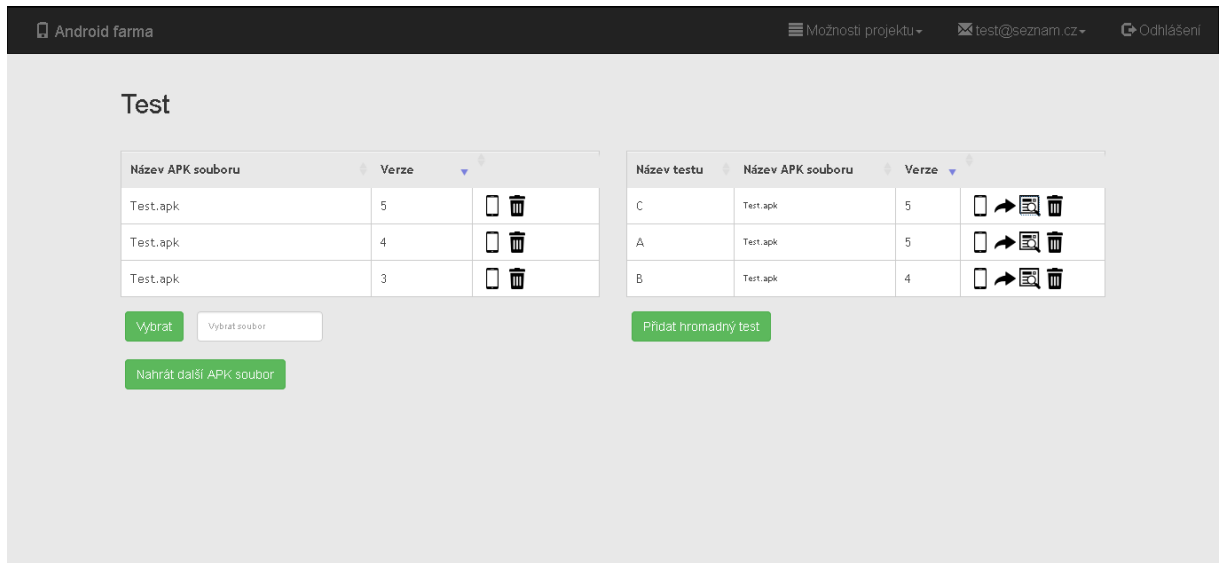 Android farma Možnosti projektu test@seznam.cz Odhlášení
Test
Název APK souboru Verze
Test.apk 5
Test.apk 4
Test.apk 3
Vybrat Vybrat soubor
Nahrát další APK soubor
Název testu Název APK souboru Verze
C Test.apk 5
A Test.apk 5
B Test.apk 4
Přidat hromadný test